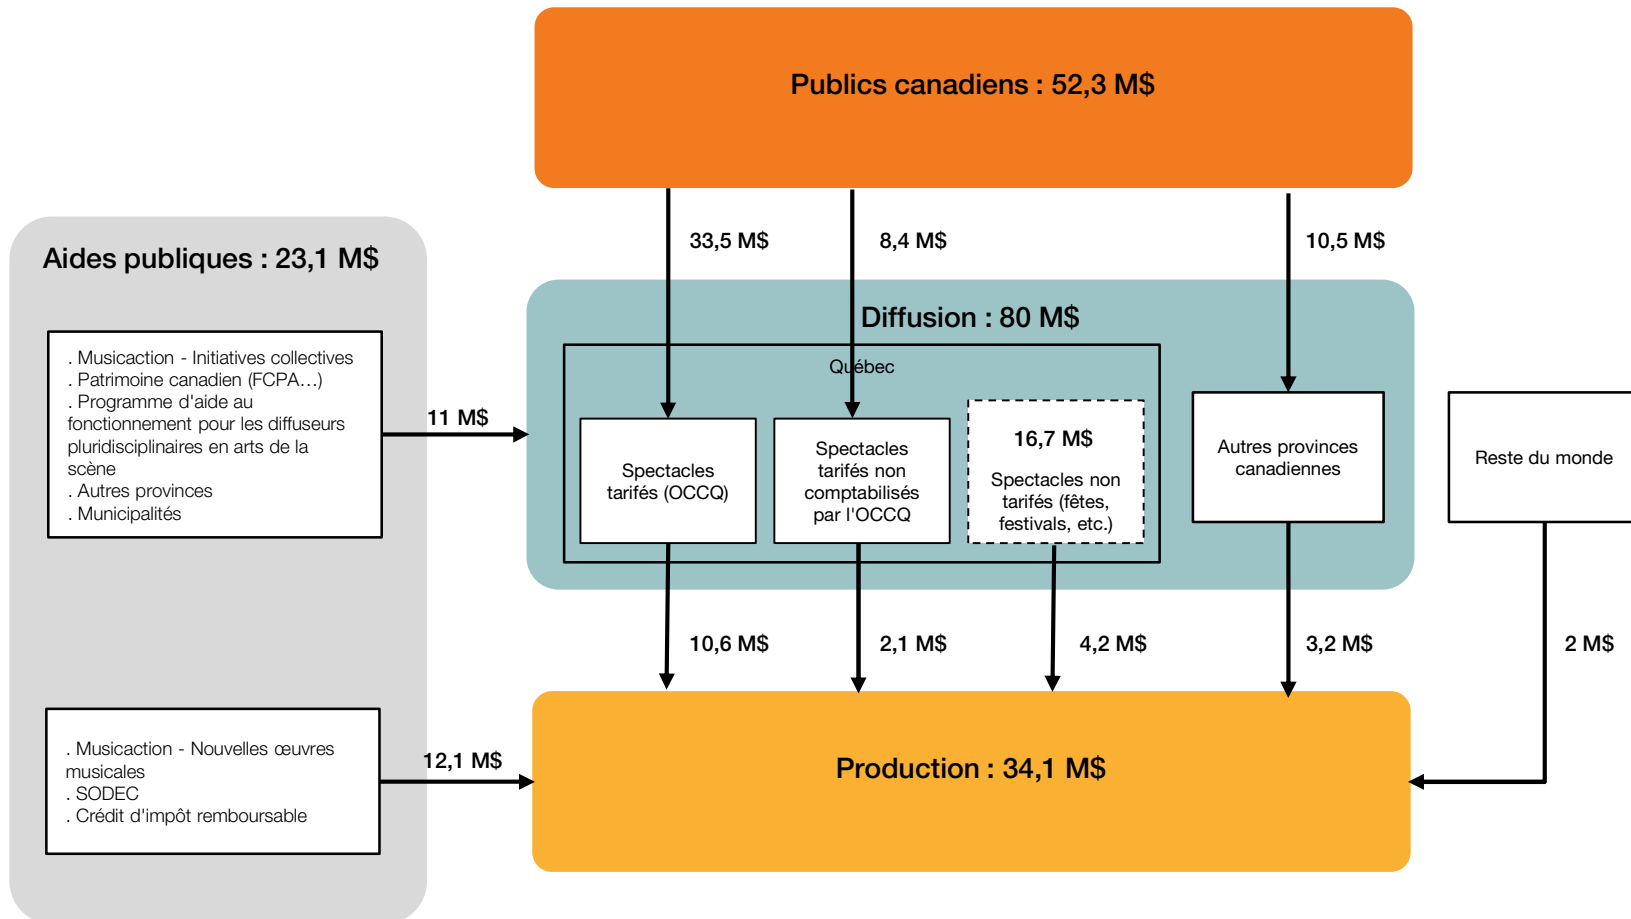 Publics canadiens : 52,3 M$
33,5 M$
8,4 M$
10,5 M$
Aides publiques : 23,1 M$
. Musicaction - Initiatives collectives
. Patrimoine canadien (FCPA...)
. Programme d'aide au
fonctionnement pour les diffuseurs
pluridisciplinaires en arts de la
scène
. Autres provinces
. Municipalités
11 M$
Diffusion : 80 M$
Québec
Spectacles
tarifés (OCCQ)
Spectacles
tarifés non
comptabilisés
par l'OCCQ
16,7 M$
Spectacles non
tarifés (fêtes,
festivals, etc.)
Autres provinces
canadiennes
Reste du monde
10,6 M$
2,1 M$
4,2 M$
3,2 M$
2 M$
. Musicaction - Nouvelles œuvres
musicales
. SODEC
. Crédit d'impôt remboursable
12,1 M$
Production : 34,1 M$